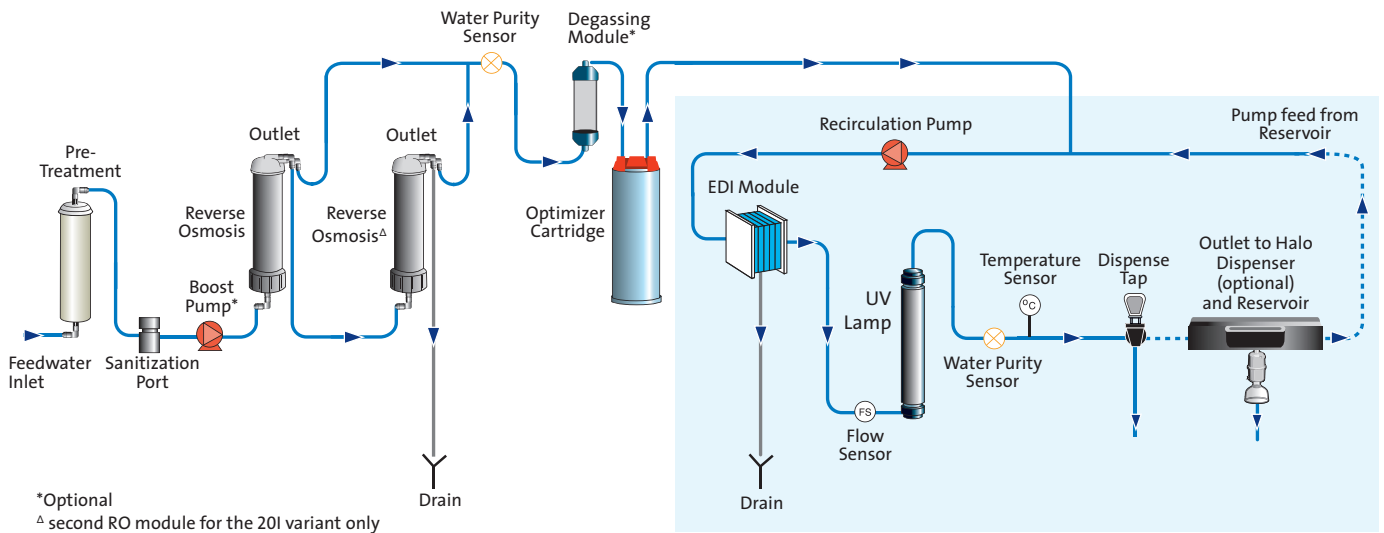 Water Purity
Sensor
Degassing
Module*
Outlet
Outlet
Pre-
Treatment
Reverse
Osmosis
Reverse
OsmosisΔ
Optimizer
Cartridge
Boost
Pump*
Feedwater
Inlet
Sanitization
Port
Drain
*Optional
Δ second RO module for the 20I variant only
Recirculation Pump
Pump feed from
Reservoir
EDI Module
UV
Lamp
Temperature
Sensor
°C
Dispense
Tap
Outlet to Halo
Dispenser
(optional)
and Reservoir
Water Purity
Sensor
FS
Flow
Sensor
Drain